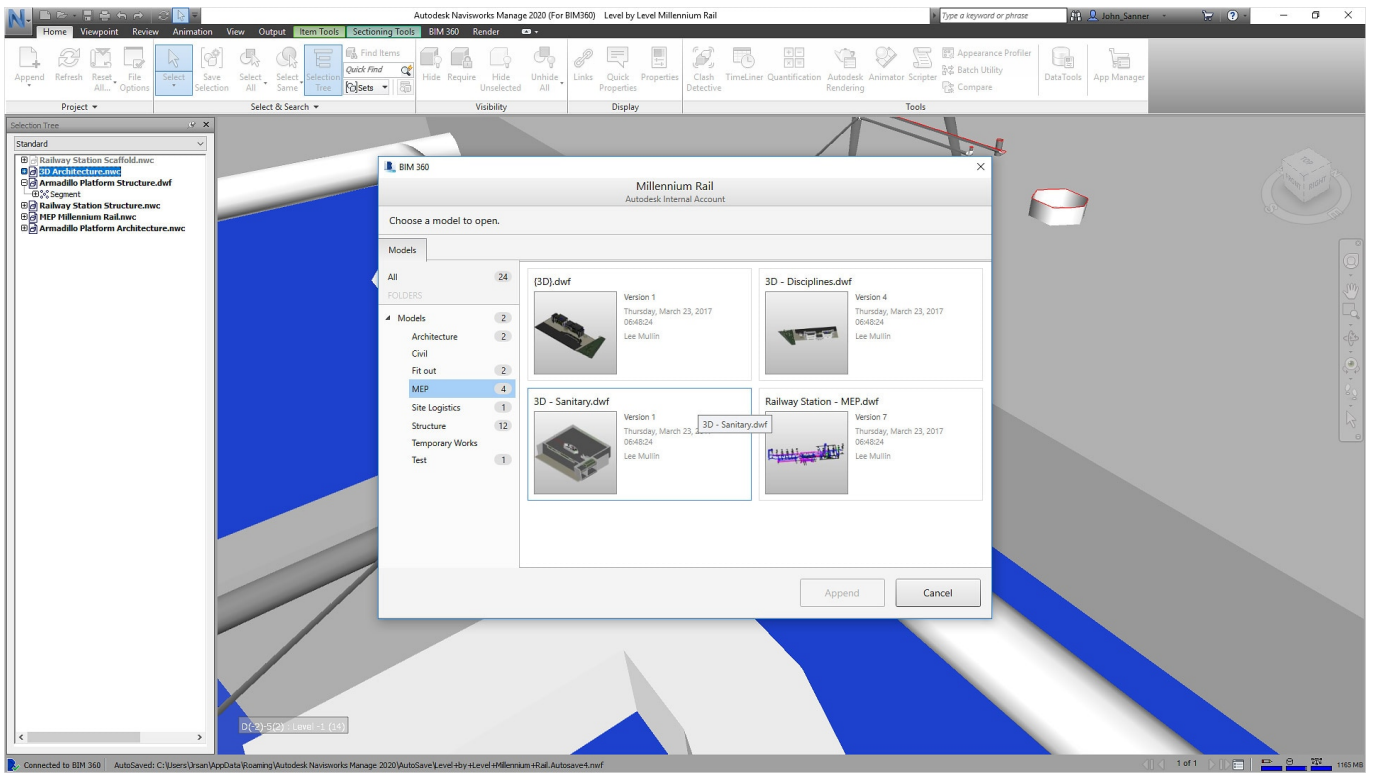 Autodesk Navisworks Manage 2020 (For BIM360) Level by Level Millennium Rail
Type a keyword or phrase
John_Sanner
Home Viewpoint Review Animation View Output Item Tools Sectioning Tools BIM 360 Render
Append Refresh Reset All... File Options
Select Save Selection Select All Select Same Selection Tree
Find Items
Quick Find
Sets
Hide Require Hide Unselected Unhide All
Links Quick Properties Properties
Clash Detective TimeLiner Quantification Autodesk Rendering Animator Scripter
Appearance Profiler
Batch Utility
Compare
DataTools App Manager
Project Select & Search Visibility Display Tools
Selection Tree
Standard
Railway Station Scaffold.nwc
3D Architecture.nwc
Armadillo Platform Structure.dwf
Segment
Railway Station Structure.nwc
MEP Millennium Rail.nwc
Armadillo Platform Architecture.nwc
FRONT RIGHT
BIM 360
Millennium Rail
Autodesk Internal Account
Choose a model to open.
Models
All 24
FOLDERS
Models 2
Architecture 2
Civil
Fit out 2
MEP 4
Site Logistics 1
Structure 12
Temporary Works
Test 1
{3D}.dwf
Version 1
Thursday, March 23, 2017
06:48:24
Lee Mullin
3D - Disciplines.dwf
Version 4
Thursday, March 23, 2017
06:48:24
Lee Mullin
3D - Sanitary.dwf
Version 1
Thursday, March 23,
06:48:24
Lee Mullin
3D - Sanitary.dwf
Railway Station - MEP.dwf
Version 7
Thursday, March 23, 2017
06:48:24
Lee Mullin
Append Cancel
D(-2)-5(2) : Level -1 (14)
Connected to BIM 360 AutoSaved: C:\Users\Jrsan\AppData\Roaming\Autodesk Navisworks Manage 2020\AutoSave\Level+by+Level+Millennium+Rail.Autosave4.nwf
1 of 1
1165 MB